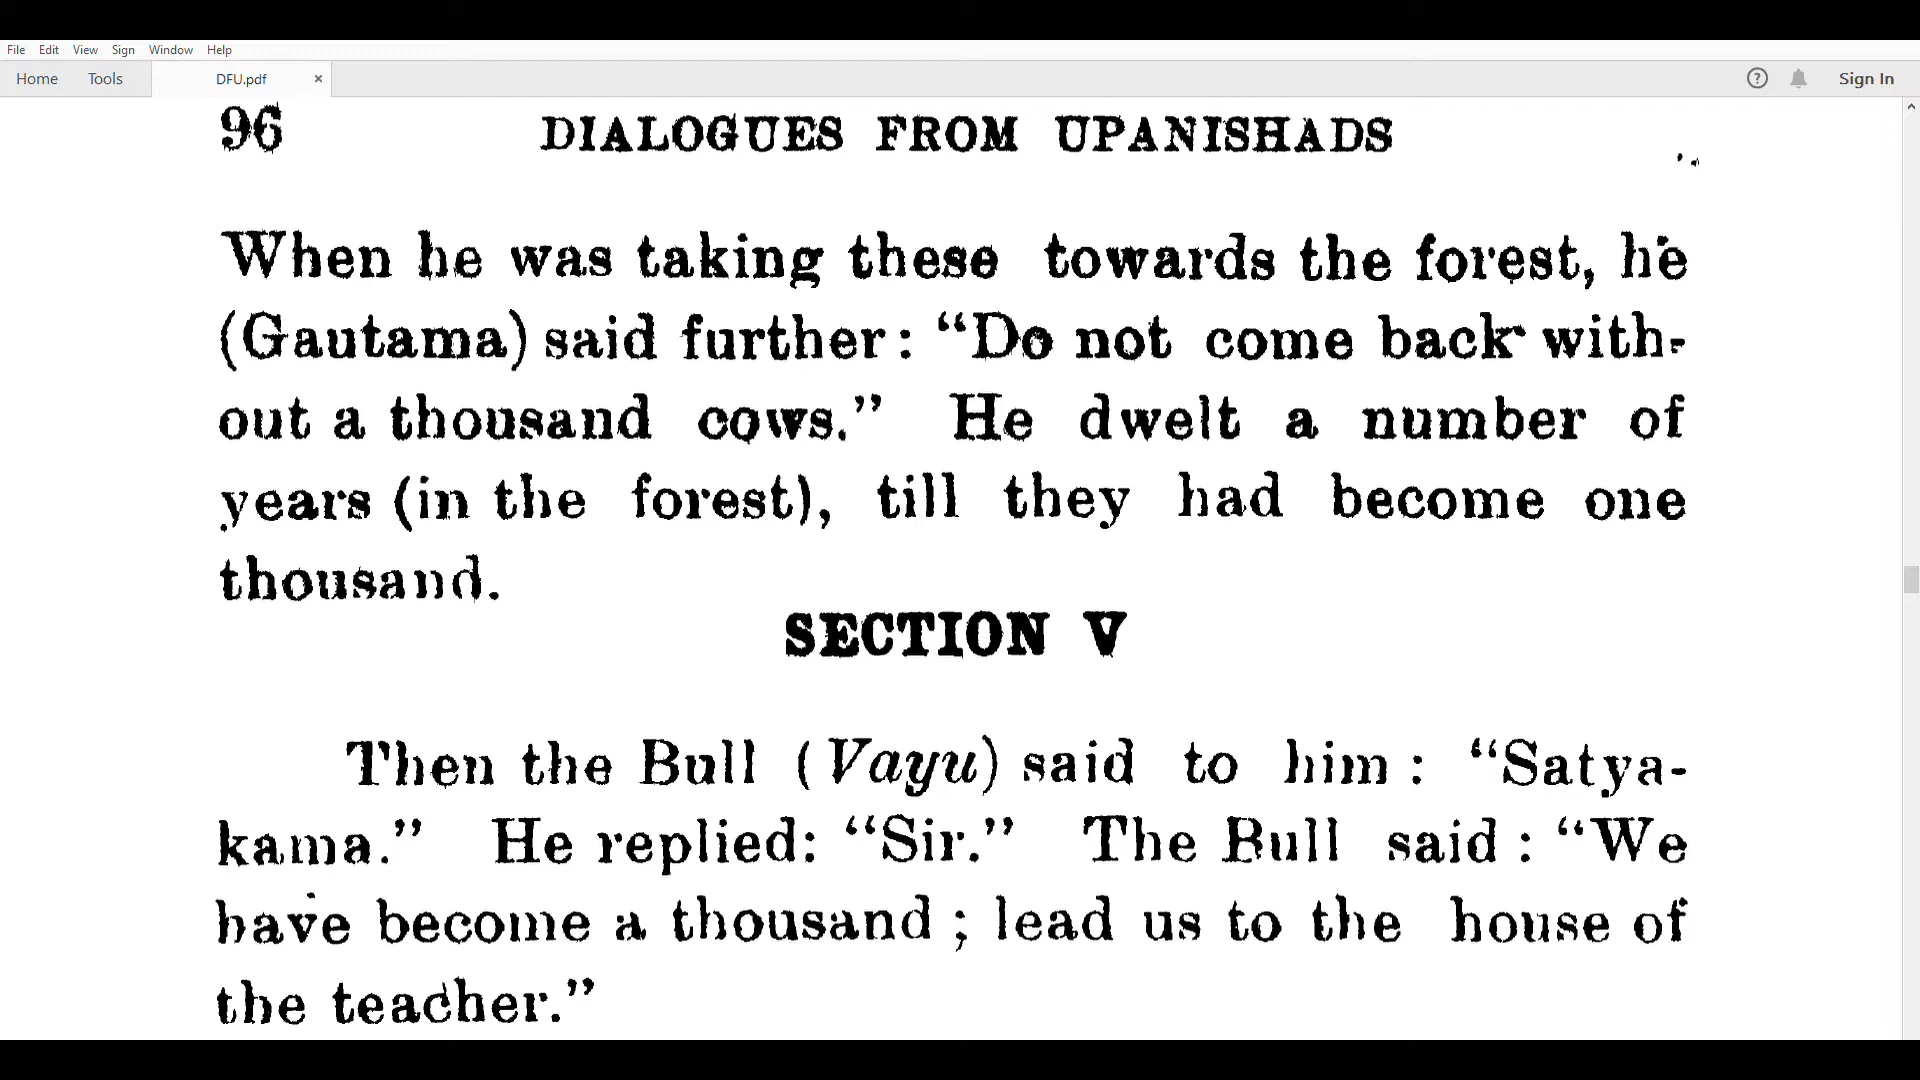 File Edit View Sign Window Help
Home Tools DFU.pdf × ? Sign In
96 DIALOGUES FROM UPANISHADS
When he was taking these towards the forest, he
(Gautama) said further: “Do not come back with-
out a thousand cows.” He dwelt a number of
years (in the forest), till they had become one
thousand.
SECTION V
Then the Bull (Vayu) said to him : “Satya-
kama.” He replied: “Sir.” The Bull said : “We
have become a thousand ; lead us to the house of
the teacher.”